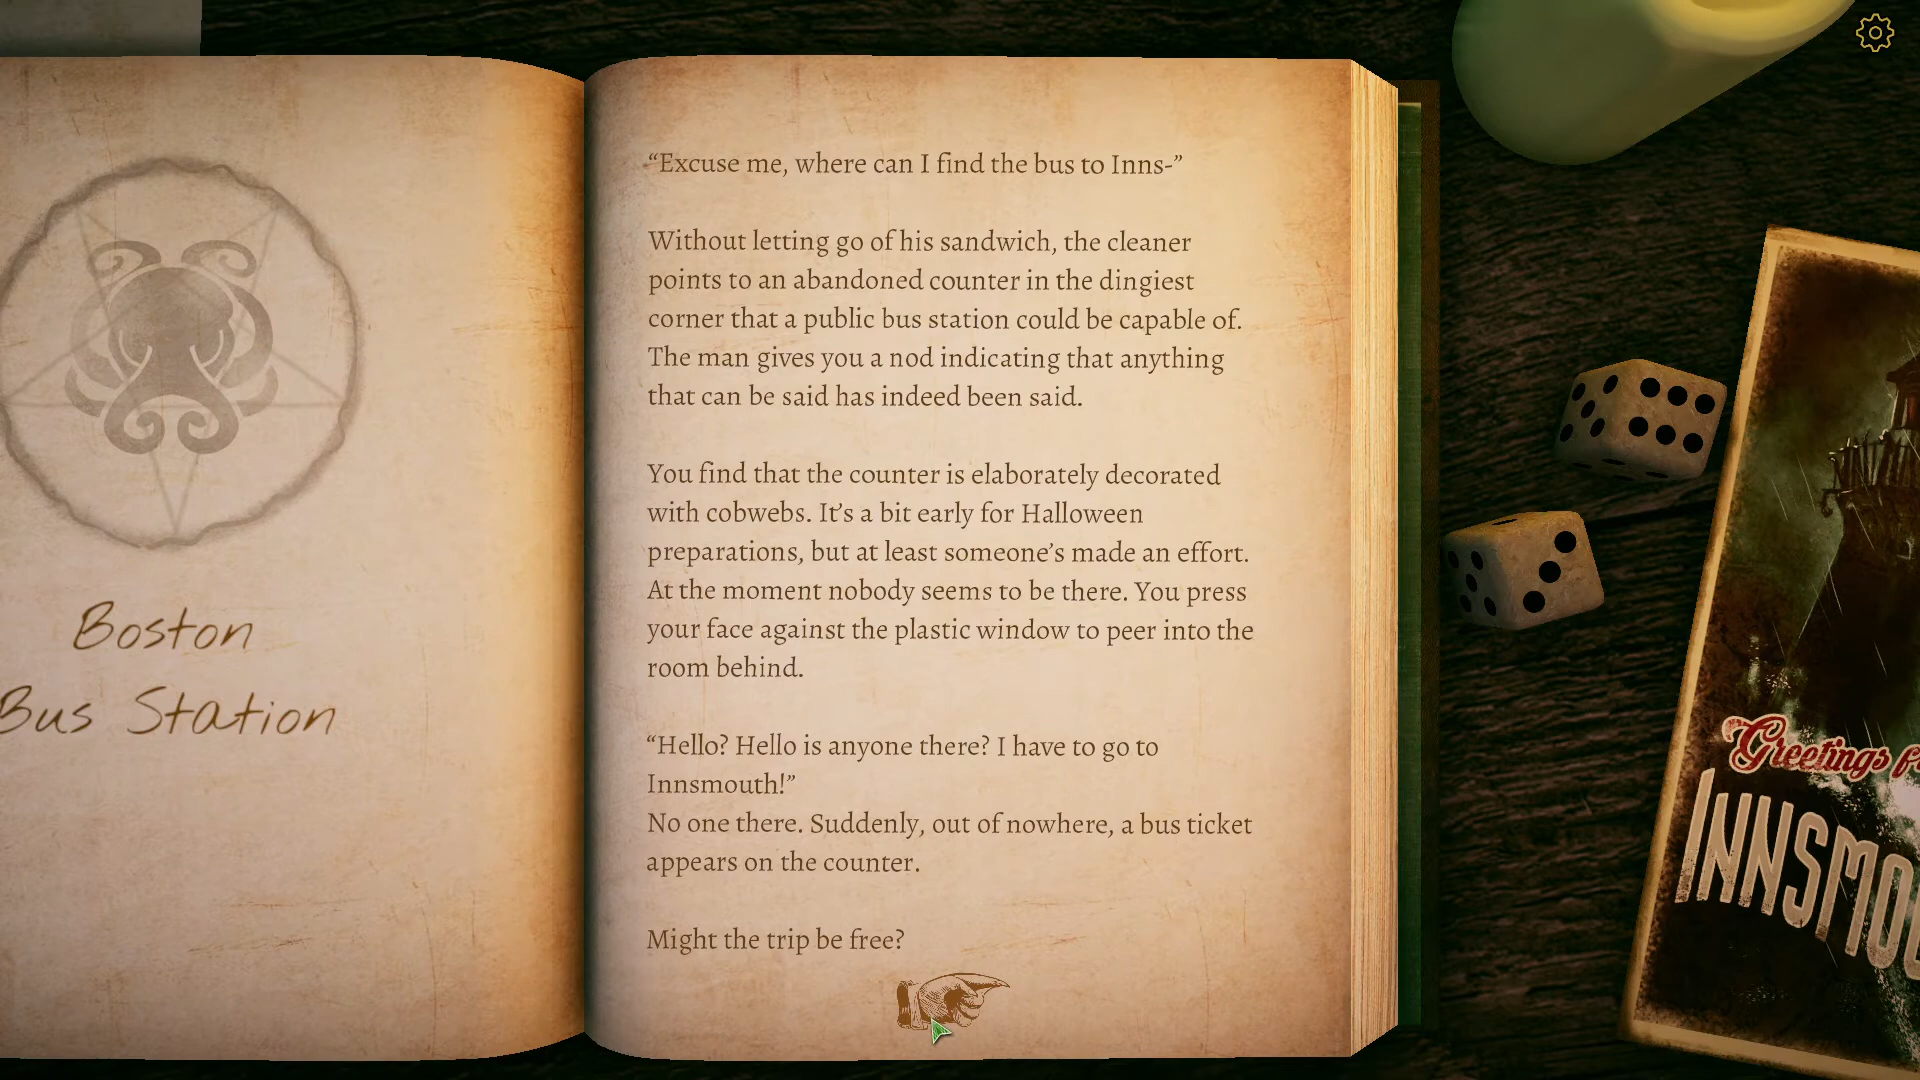 Boston
Bus Station
“Excuse me, where can I find the bus to Inns-”
Without letting go of his sandwich, the cleaner
points to an abandoned counter in the dingiest
corner that a public bus station could be capable of.
The man gives you a nod indicating that anything
that can be said has indeed been said.
You find that the counter is elaborately decorated
with cobwebs. It’s a bit early for Halloween
preparations, but at least someone’s made an effort.
At the moment nobody seems to be there. You press
your face against the plastic window to peer into the
room behind.
“Hello? Hello is anyone there? I have to go to
Innsmouth!”
No one there. Suddenly, out of nowhere, a bus ticket
appears on the counter.
Might the trip be free?
Greetings f
INNSMO